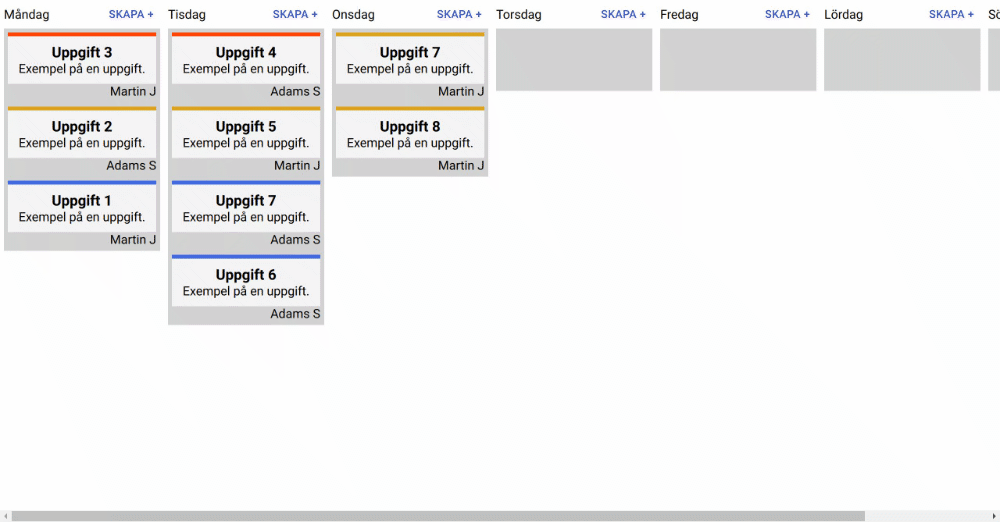 Måndag SKAPA +
Uppgift 3
Exempel på en uppgift.
Martin J
Uppgift 2
Exempel på en uppgift.
Adams S
Uppgift 1
Exempel på en uppgift.
Martin J
Tisdag SKAPA +
Uppgift 4
Exempel på en uppgift.
Adams S
Uppgift 5
Exempel på en uppgift.
Martin J
Uppgift 7
Exempel på en uppgift.
Adams S
Uppgift 6
Exempel på en uppgift.
Adams S
Onsdag SKAPA +
Uppgift 7
Exempel på en uppgift.
Martin J
Uppgift 8
Exempel på en uppgift.
Martin J
Torsdag SKAPA +
Fredag SKAPA +
Lördag SKAPA +